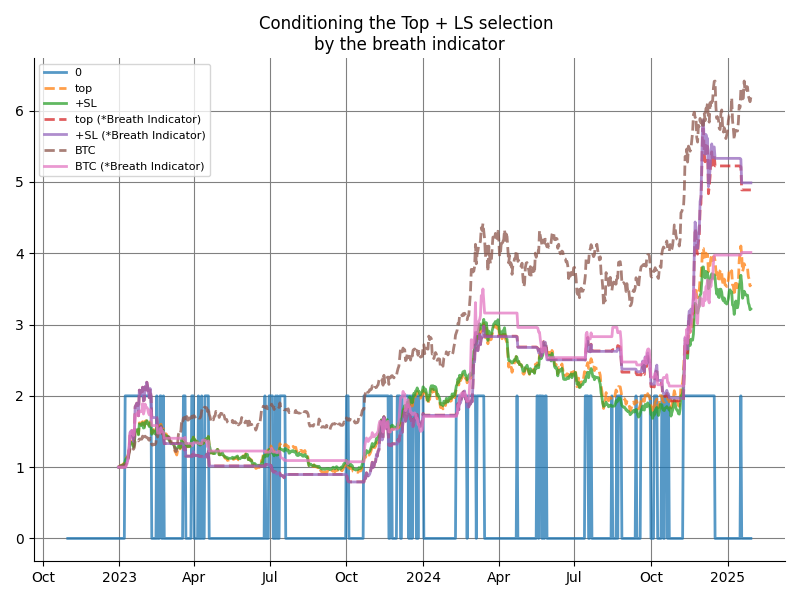 Conditioning the Top + LS selection
by the breath indicator
0
top
+SL
top (*Breath Indicator)
+SL (*Breath Indicator)
BTC
BTC (*Breath Indicator)
6
5
4
3
2
1
0
Oct
2023
Apr
Jul
Oct
2024
Apr
Jul
Oct
2025